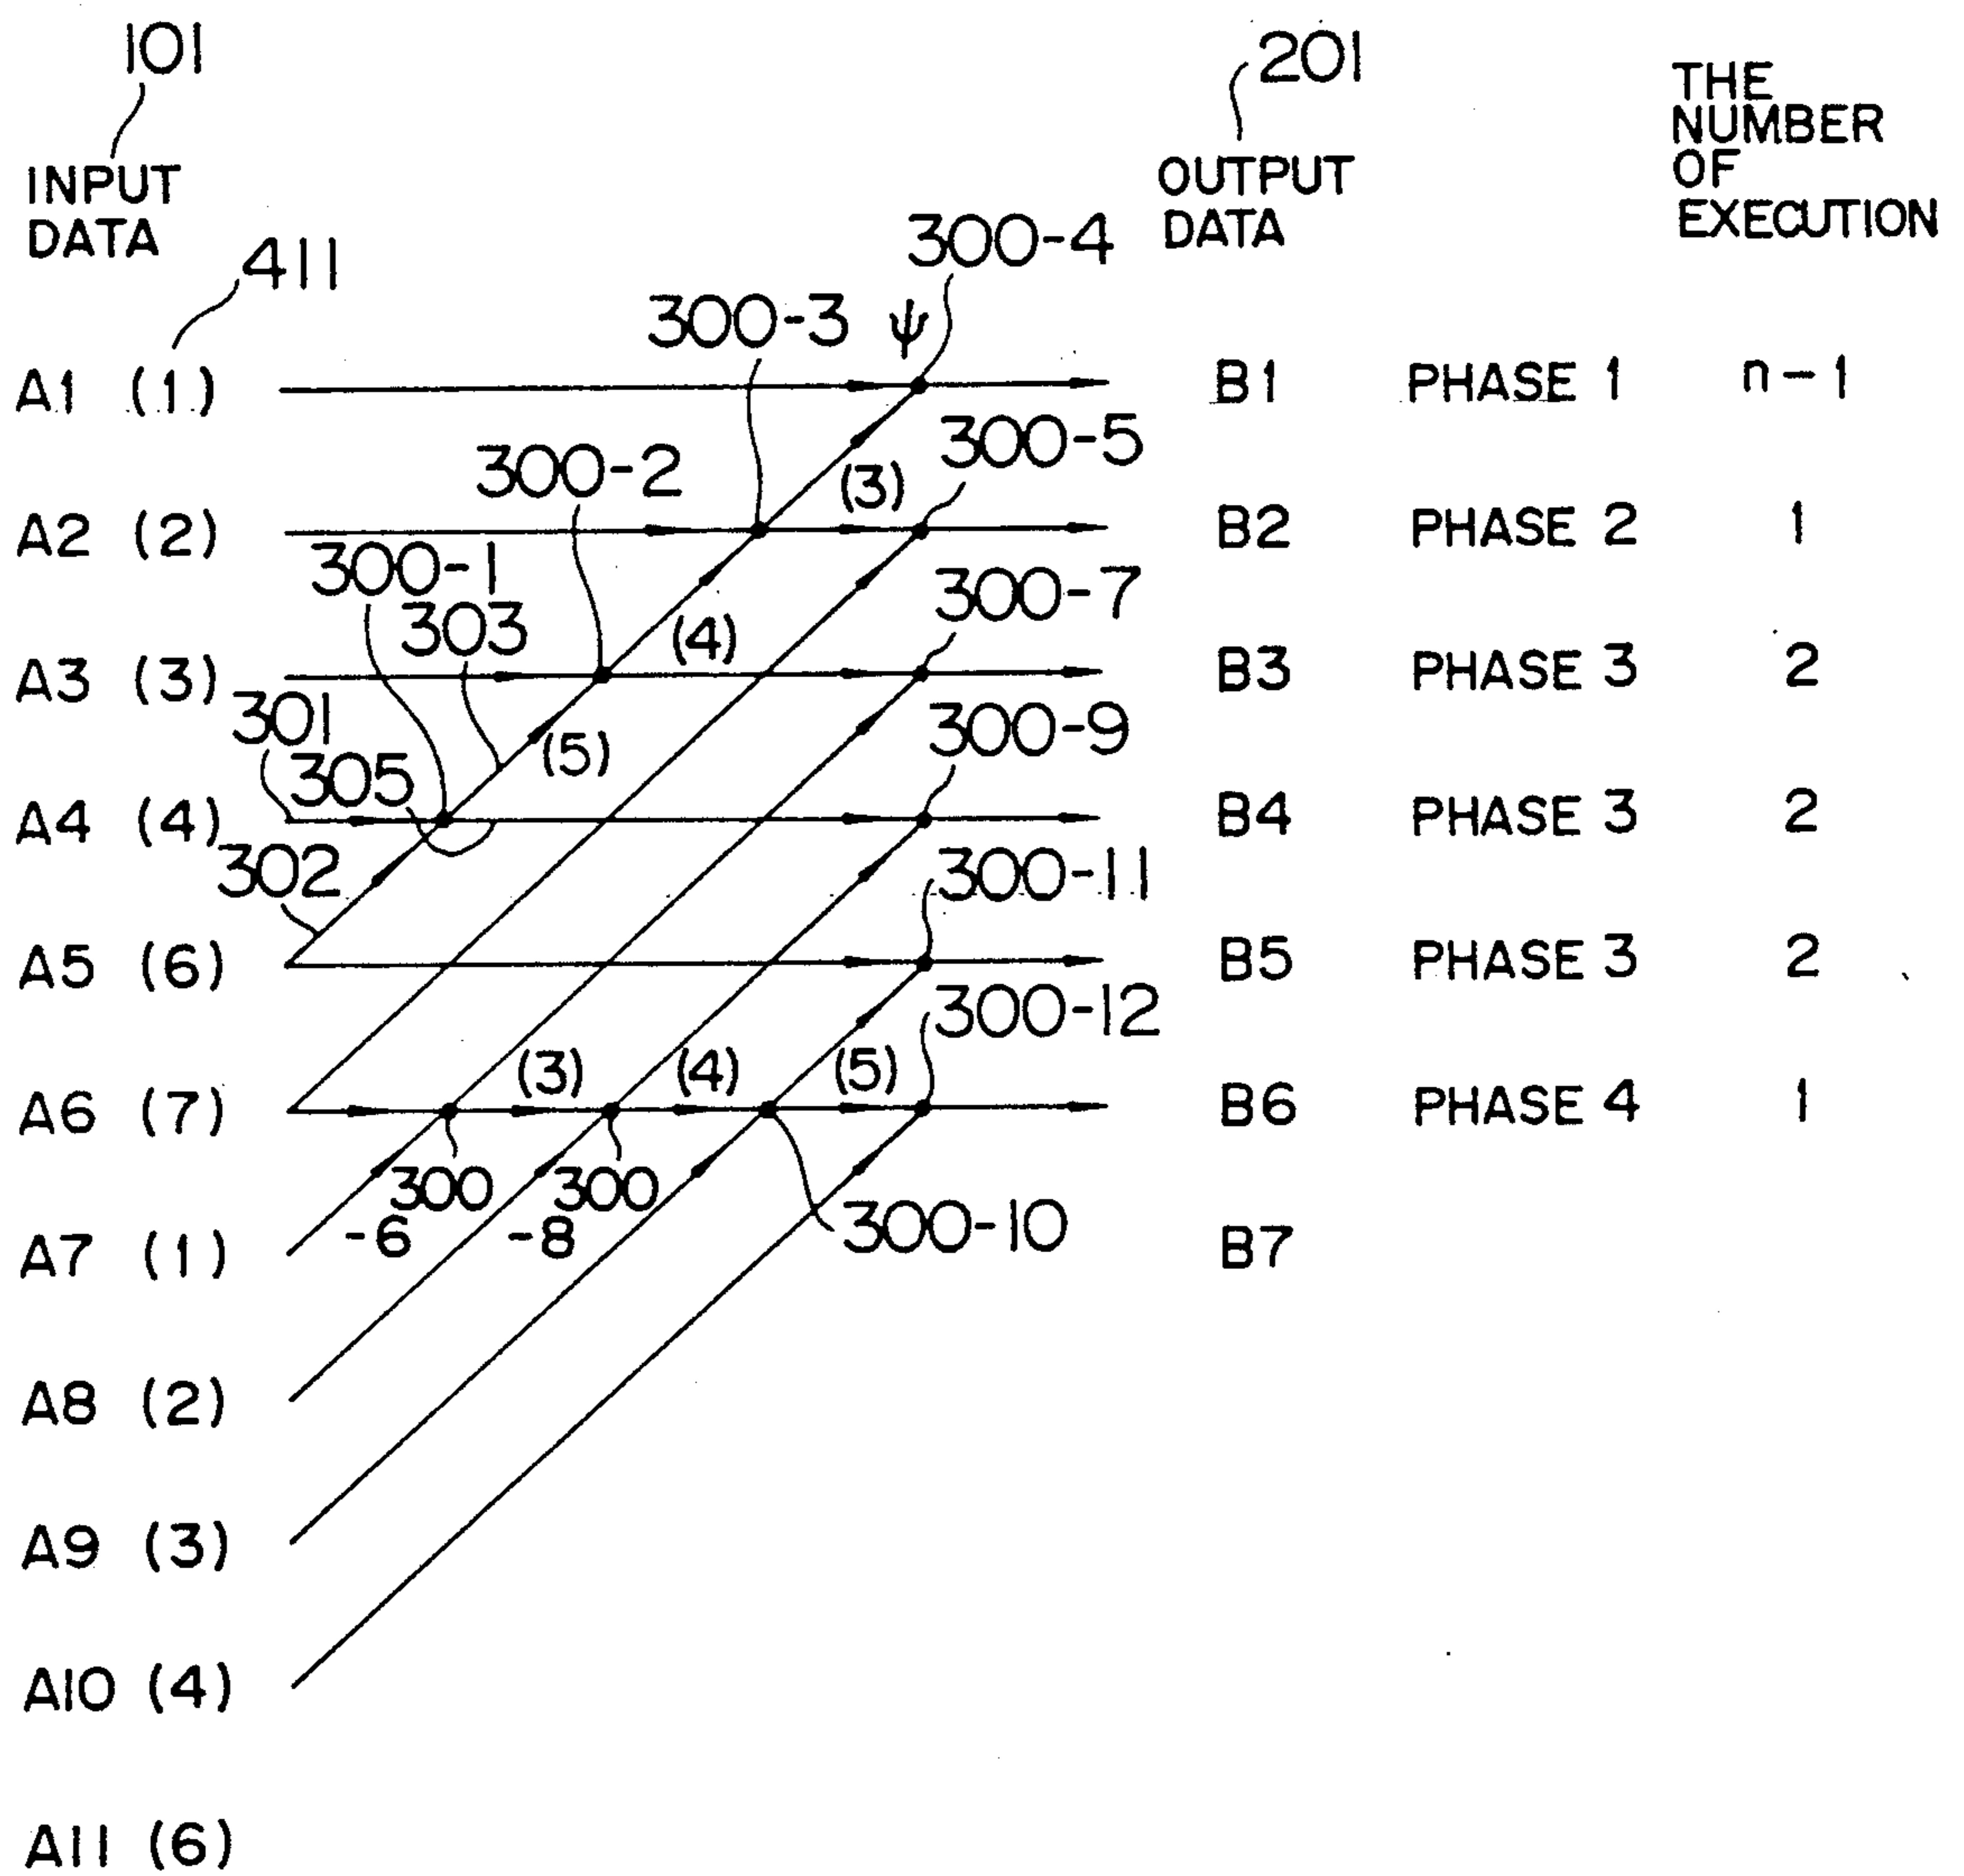 101
201
THE
NUMBER
OF
EXECUTION
INPUT
DATA
OUTPUT
DATA
411
300-4
300-3 ψ
A1 (1) B1 PHASE 1 n-1
300-5
300-2 (3)
A2 (2) B2 PHASE 2 1
300-1
303
300-7
(4)
A3 (3) B3 PHASE 3 2
301
300-9
305 (5)
A4 (4) B4 PHASE 3 2
302
300-11
A5 (6) B5 PHASE 3 2
300-12
(3) (4) (5)
A6 (7) B6 PHASE 4 1
300
-6
300
-8
300-10
A7 (1) B7
A8 (2)
A9 (3)
A10 (4)
A11 (6)